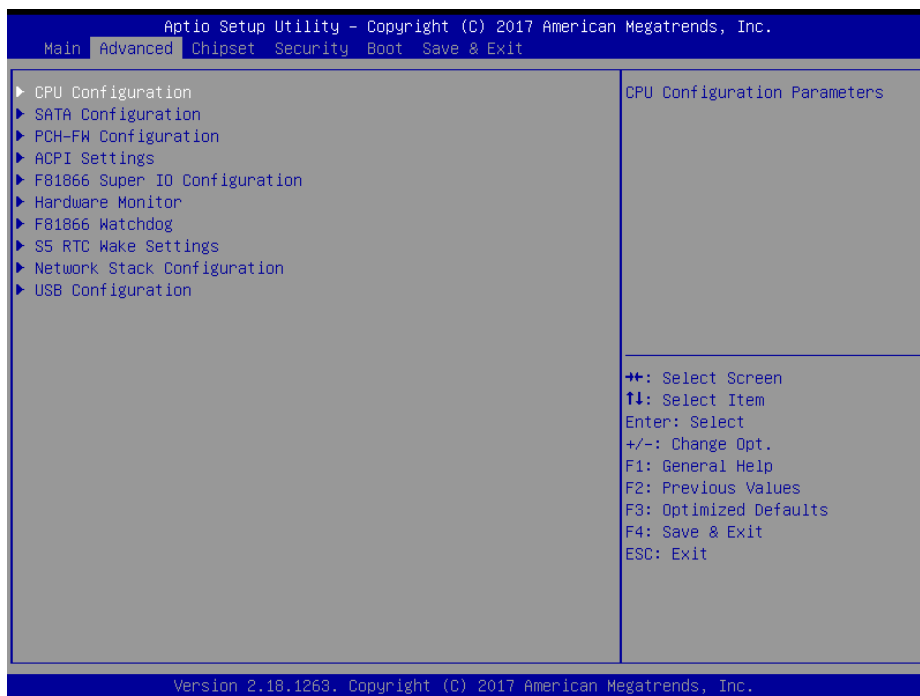 Aptio Setup Utility – Copyright (C) 2017 American Megatrends, Inc.
Main Advanced Chipset Security Boot Save & Exit
▶ CPU Configuration
▶ SATA Configuration
▶ PCH-FW Configuration
▶ ACPI Settings
▶ F81866 Super IO Configuration
▶ Hardware Monitor
▶ F81866 Watchdog
▶ S5 RTC Wake Settings
▶ Network Stack Configuration
▶ USB Configuration
CPU Configuration Parameters
→←: Select Screen
↑↓: Select Item
Enter: Select
+/-: Change Opt.
F1: General Help
F2: Previous Values
F3: Optimized Defaults
F4: Save & Exit
ESC: Exit
Version 2.18.1263. Copyright (C) 2017 American Megatrends, Inc.